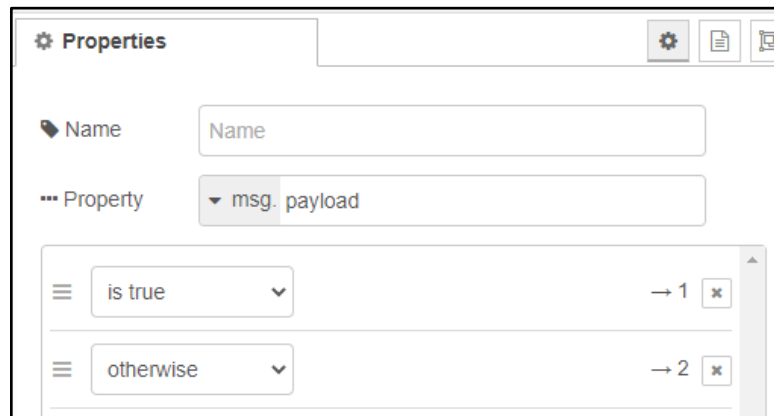 Properties
Name Name
Property msg. payload
is true → 1
otherwise → 2